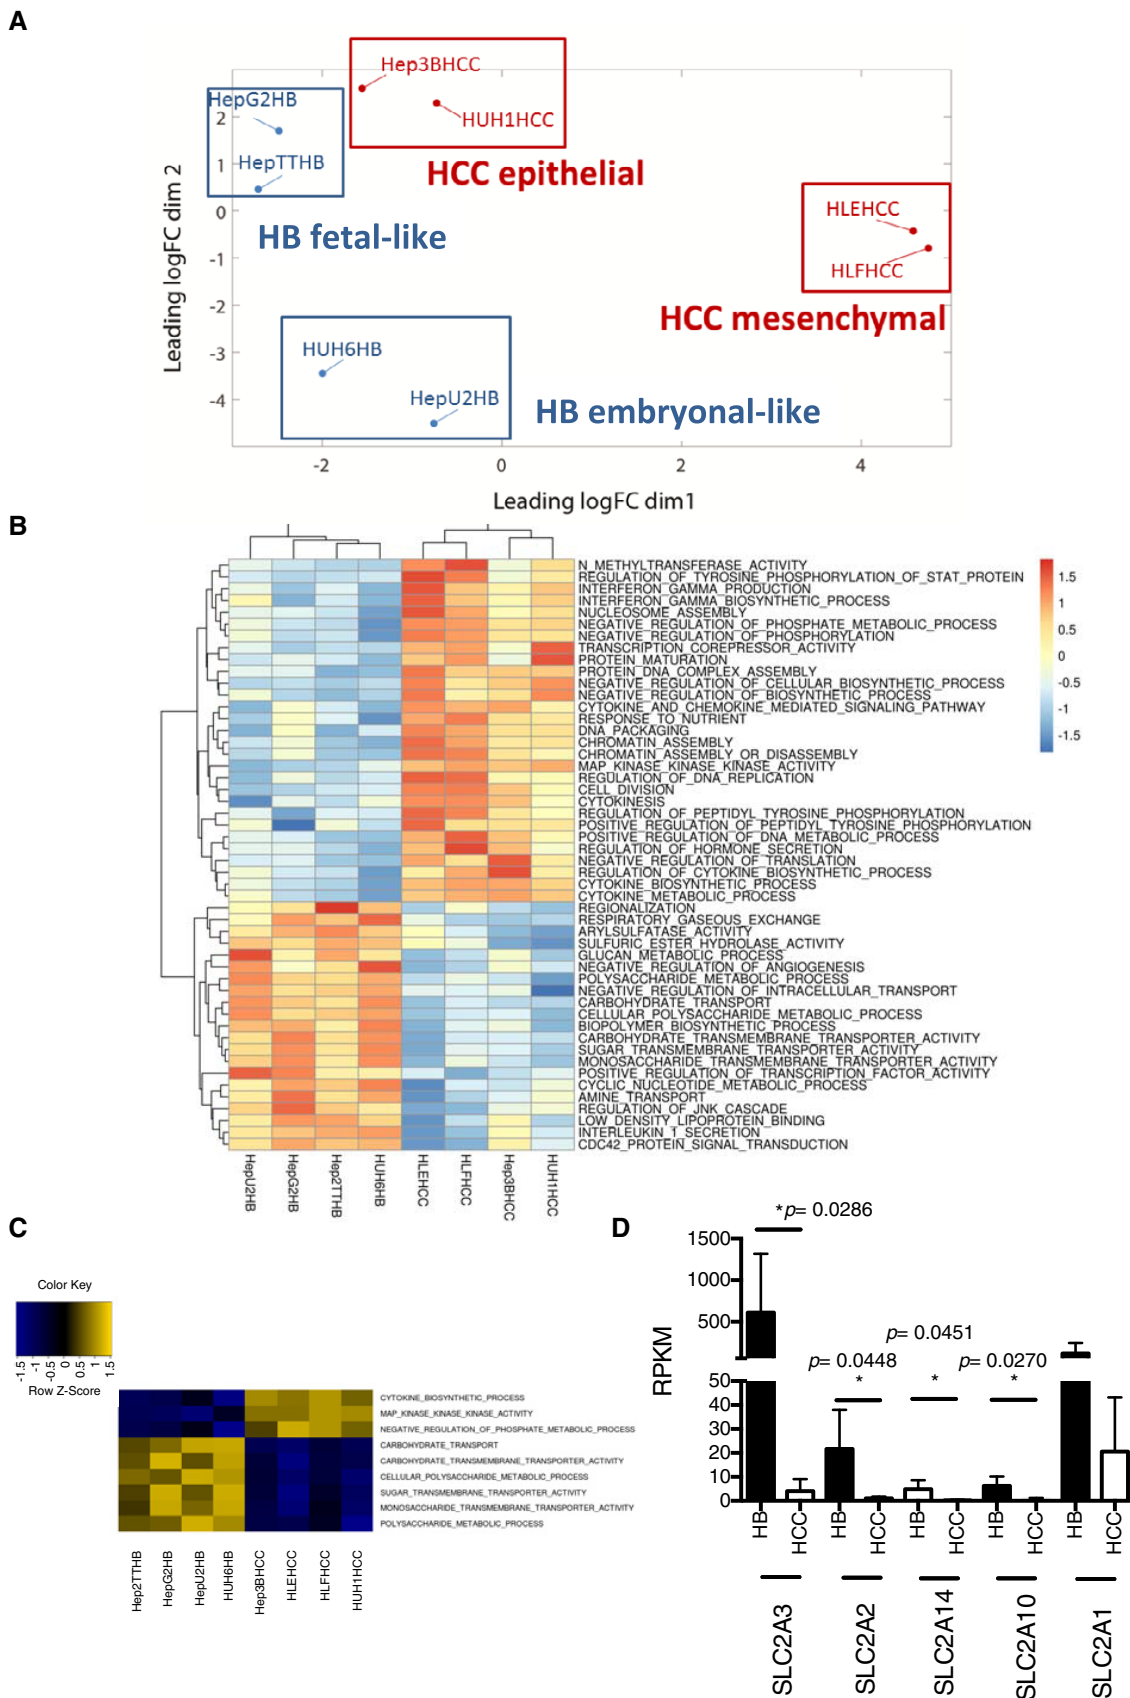 A
Hep3BHCC
HepG2HB
HUH1HCC
HepTTHB
HCC epithelial
HB fetal-like
HLEHCC
HLFHCC
HCC mesenchymal
HUH6HB
HepU2HB
HB embryonal-like
Leading logFC dim 2
2
1
0
-1
-2
-3
-4
-2
0
2
4
Leading logFC dim1
B
N_METHYLTRANSFERASE_ACTIVITY
REGULATION_OF_TYROSINE_PHOSPHORYLATION_OF_STAT_PROTEIN
INTERFERON_GAMMA_PRODUCTION
INTERFERON_GAMMA_BIOSYNTHETIC_PROCESS
NUCLEOSOME_ASSEMBLY
NEGATIVE_REGULATION_OF_PHOSPHATE_METABOLIC_PROCESS
NEGATIVE_REGULATION_OF_PHOSPHORYLATION
TRANSCRIPTION_COREPRESSOR_ACTIVITY
PROTEIN_MATURATION
PROTEIN_DNA_COMPLEX_ASSEMBLY
NEGATIVE_REGULATION_OF_CELLULAR_BIOSYNTHETIC_PROCESS
NEGATIVE_REGULATION_OF_BIOSYNTHETIC_PROCESS
CYTOKINE_AND_CHEMOKINE_MEDIATED_SIGNALING_PATHWAY
RESPONSE_TO_NUTRIENT
DNA_PACKAGING
CHROMATIN_ASSEMBLY
CHROMATIN_ASSEMBLY_OR_DISASSEMBLY
MAP_KINASE_KINASE_KINASE_ACTIVITY
REGULATION_OF_DNA_REPLICATION
CELL_DIVISION
CYTOKINESIS
REGULATION_OF_PEPTIDYL_TYROSINE_PHOSPHORYLATION
POSITIVE_REGULATION_OF_PEPTIDYL_TYROSINE_PHOSPHORYLATION
POSITIVE_REGULATION_OF_DNA_METABOLIC_PROCESS
REGULATION_OF_HORMONE_SECRETION
NEGATIVE_REGULATION_OF_TRANSLATION
REGULATION_OF_CYTOKINE_BIOSYNTHETIC_PROCESS
CYTOKINE_BIOSYNTHETIC_PROCESS
CYTOKINE_METABOLIC_PROCESS
REGIONALIZATION
RESPIRATORY_GASEOUS_EXCHANGE
ARYLSULFATASE_ACTIVITY
SULFURIC_ESTER_HYDROLASE_ACTIVITY
GLUCAN_METABOLIC_PROCESS
NEGATIVE_REGULATION_OF_ANGIOGENESIS
POLYSACCHARIDE_METABOLIC_PROCESS
NEGATIVE_REGULATION_OF_INTRACELLULAR_TRANSPORT
CARBOHYDRATE_TRANSPORT
CELLULAR_POLYSACCHARIDE_METABOLIC_PROCESS
BIOPOLYMER_BIOSYNTHETIC_PROCESS
CARBOHYDRATE_TRANSMEMBRANE_TRANSPORTER_ACTIVITY
SUGAR_TRANSMEMBRANE_TRANSPORTER_ACTIVITY
MONOSACCHARIDE_TRANSMEMBRANE_TRANSPORTER_ACTIVITY
POSITIVE_REGULATION_OF_TRANSCRIPTION_FACTOR_ACTIVITY
CYCLIC_NUCLEOTIDE_METABOLIC_PROCESS
AMINE_TRANSPORT
REGULATION_OF_JNK_CASCADE
LOW_DENSITY_LIPOPROTEIN_BINDING
INTERLEUKIN_1_SECRETION
CDC42_PROTEIN_SIGNAL_TRANSDUCTION
1.5
1
0.5
0
-0.5
-1
-1.5
HepU2HB
HepG2HB
Hep2TTHB
HUH6HB
HLEHCC
HLFHCC
Hep3BHCC
HUH1HCC
C
Color Key
-1.5 -1 -0.5 0 0.5 1 1.5
Row Z-Score
CYTOKINE_BIOSYNTHETIC_PROCESS
MAP_KINASE_KINASE_KINASE_ACTIVITY
NEGATIVE_REGULATION_OF_PHOSPHATE_METABOLIC_PROCESS
CARBOHYDRATE_TRANSPORT
CARBOHYDRATE_TRANSMEMBRANE_TRANSPORTER_ACTIVITY
CELLULAR_POLYSACCHARIDE_METABOLIC_PROCESS
SUGAR_TRANSMEMBRANE_TRANSPORTER_ACTIVITY
MONOSACCHARIDE_TRANSMEMBRANE_TRANSPORTER_ACTIVITY
POLYSACCHARIDE_METABOLIC_PROCESS
Hep2TTHB
HepG2HB
HepU2HB
HUH6HB
Hep3BHCC
HLEHCC
HLFHCC
HUH1HCC
D
*p= 0.0286
p= 0.0451
p= 0.0448
p= 0.0270
*
*
*
RPKM
1500
1000
500
50
40
30
20
10
0
HB
HCC
HB
HCC
HB
HCC
HB
HCC
HB
HCC
SLC2A3
SLC2A2
SLC2A14
SLC2A10
SLC2A1